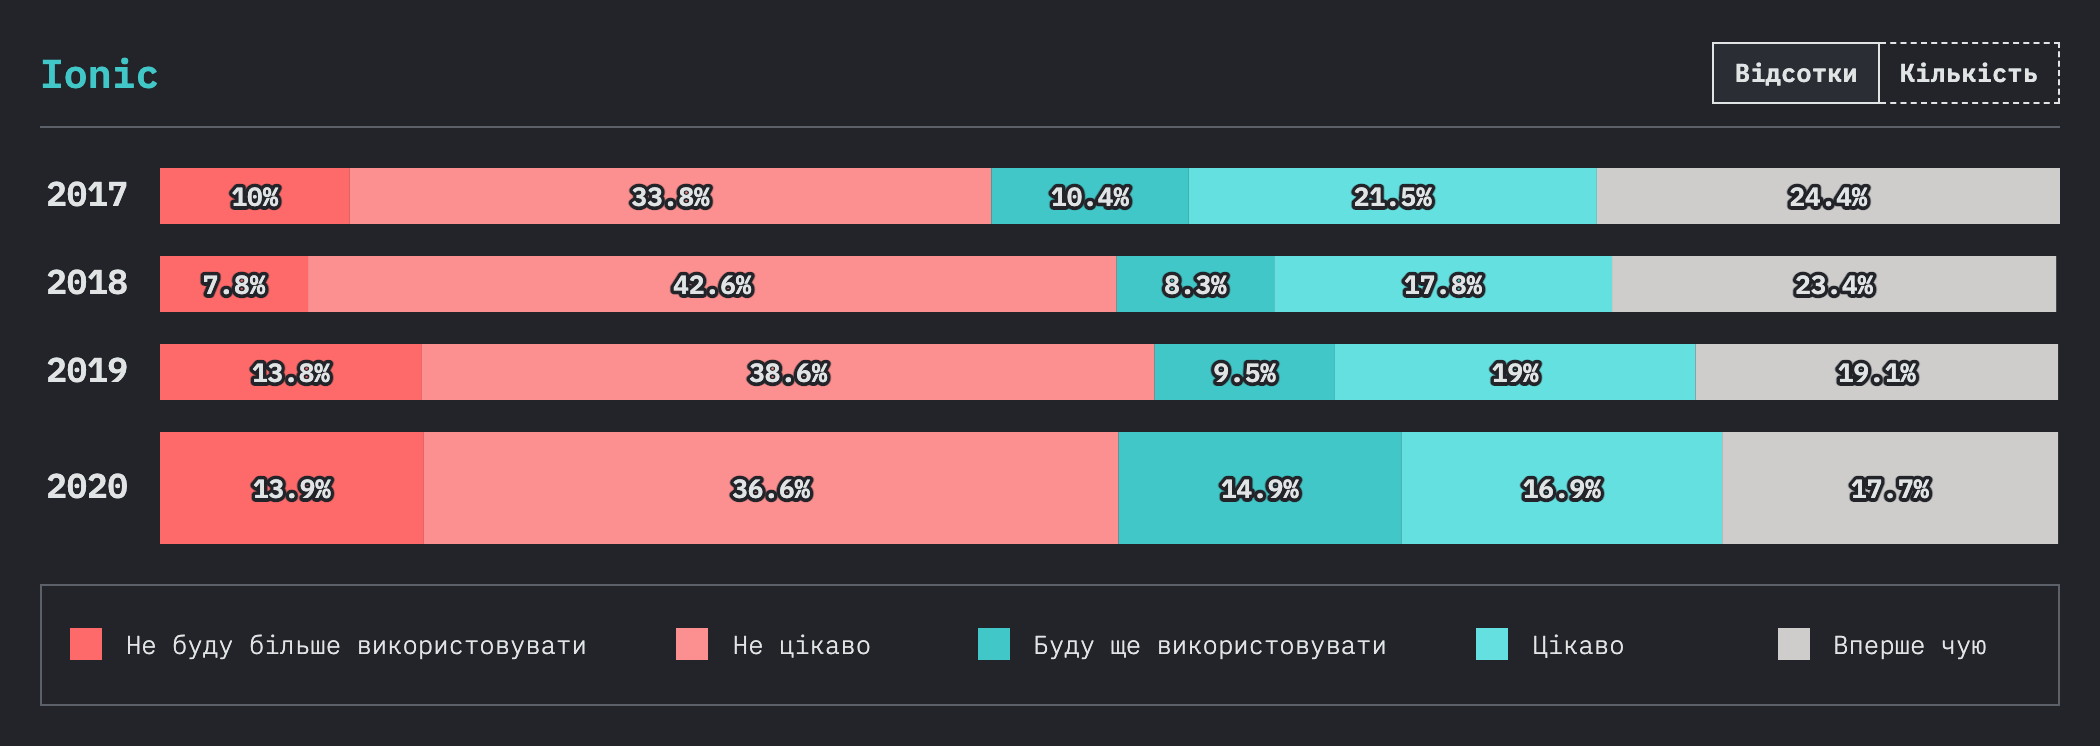 Ionic
Відсотки Кількість
2017 10% 33.8% 10.4% 21.5% 24.4%
2018 7.8% 42.6% 8.3% 17.8% 23.4%
2019 13.8% 38.6% 9.5% 19% 19.1%
2020 13.9% 36.6% 14.9% 16.9% 17.7%
Не буду більше використовувати Не цікаво Буду ще використовувати Цікаво Вперше чую